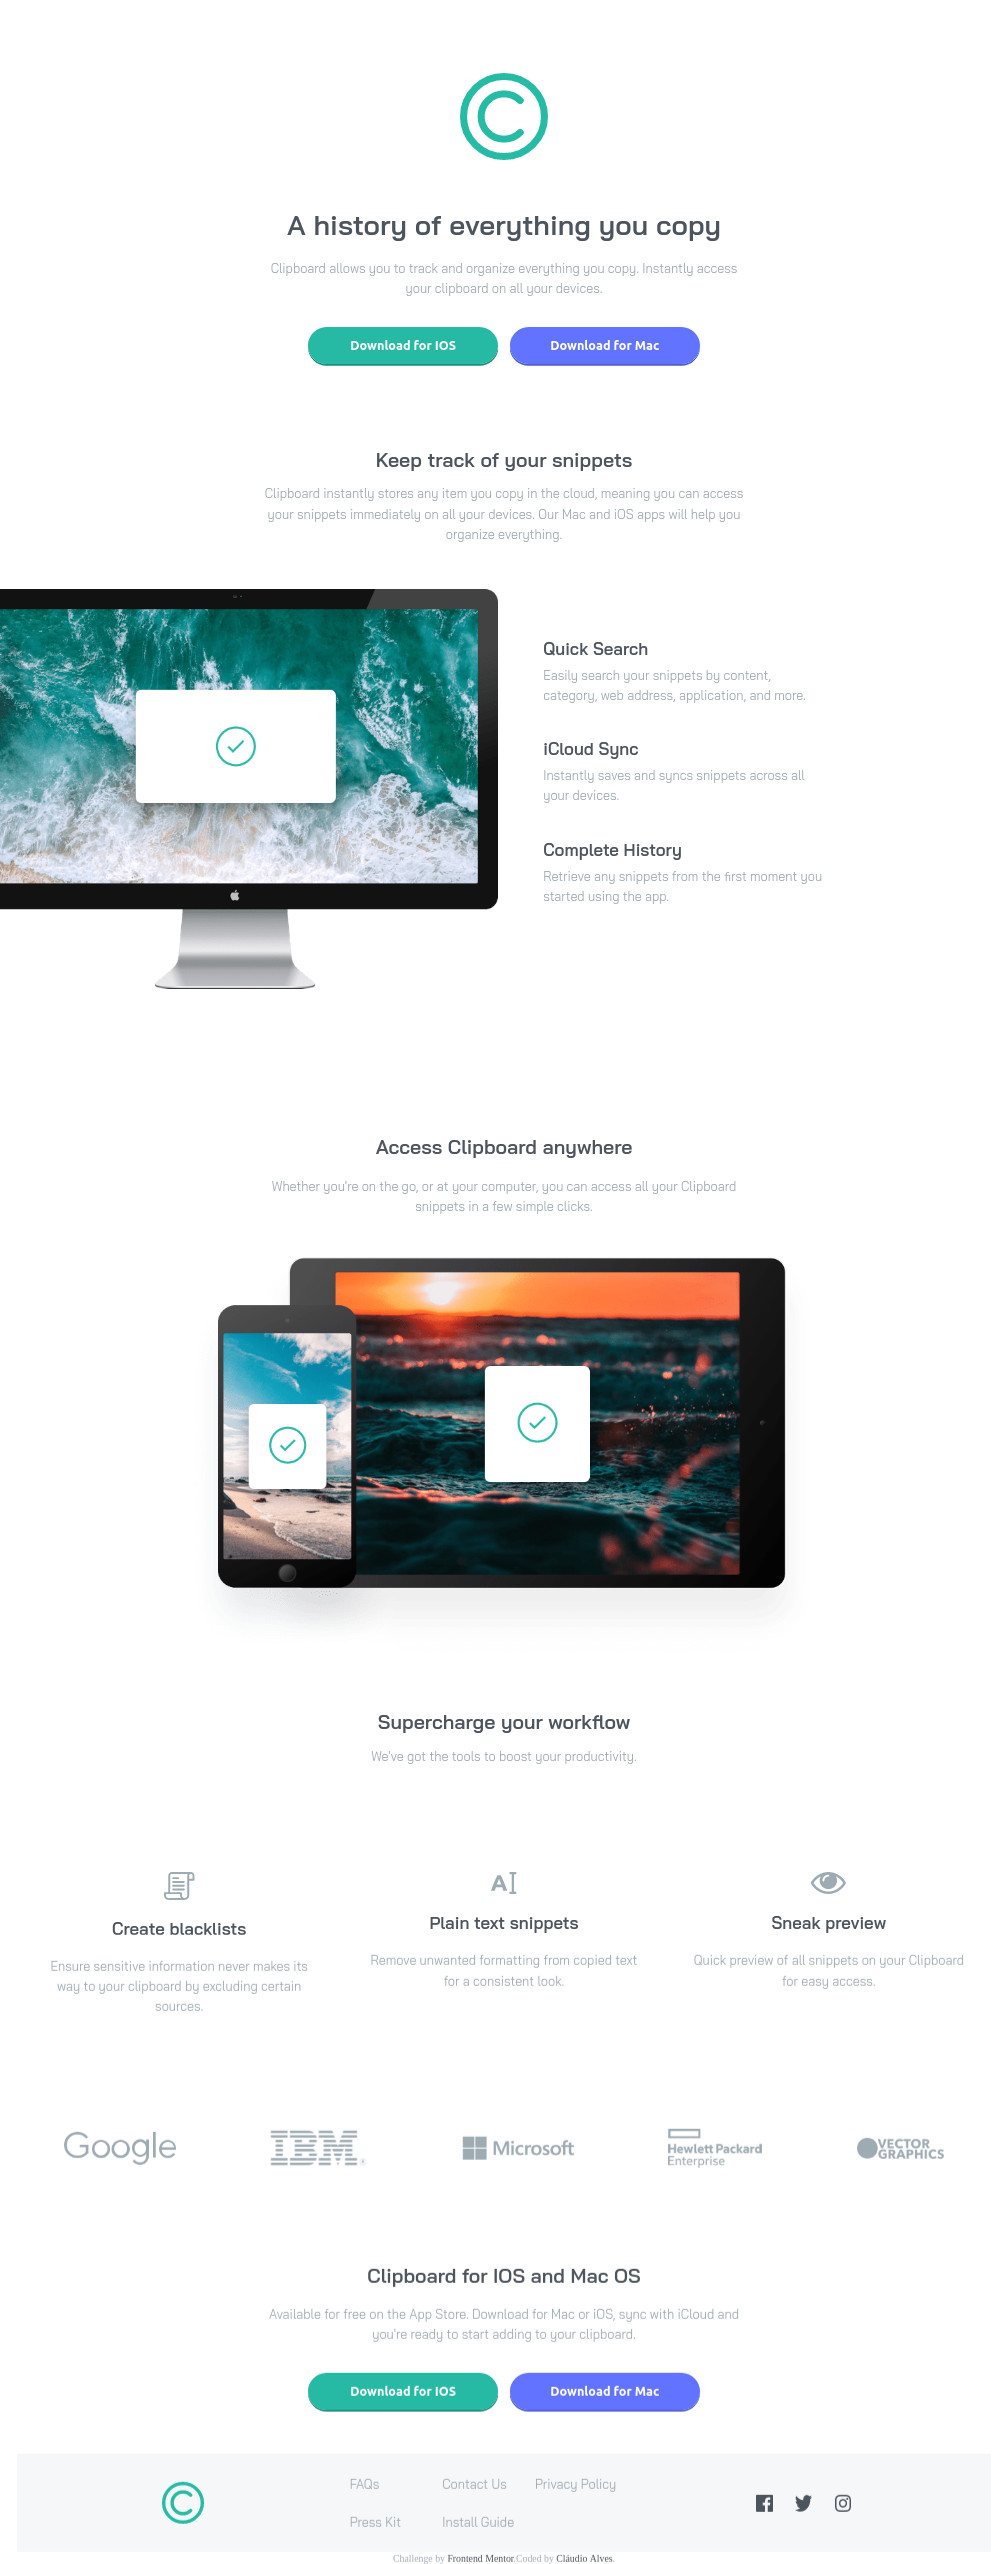 A history of everything you copy
Clipboard allows you to track and organize everything you copy. Instantly access
your clipboard on all your devices.
Download for IOS
Download for Mac
Keep track of your snippets
Clipboard instantly stores any item you copy in the cloud, meaning you can access
your snippets immediately on all your devices. Our Mac and iOS apps will help you
organize everything.
Quick Search
Easily search your snippets by content,
category, web address, application, and more.
iCloud Sync
Instantly saves and syncs snippets across all
your devices.
Complete History
Retrieve any snippets from the first moment you
started using the app.
Access Clipboard anywhere
Whether you're on the go, or at your computer, you can access all your Clipboard
snippets in a few simple clicks.
Supercharge your workflow
We've got the tools to boost your productivity.
Create blacklists
Ensure sensitive information never makes its
way to your clipboard by excluding certain
sources.
Plain text snippets
Remove unwanted formatting from copied text
for a consistent look.
Sneak preview
Quick preview of all snippets on your Clipboard
for easy access.
Google
IBM
Microsoft
Hewlett Packard
Enterprise
VECTOR
GRAPHICS
Clipboard for IOS and Mac OS
Available for free on the App Store. Download for Mac or iOS, sync with iCloud and
you're ready to start adding to your clipboard.
Download for IOS
Download for Mac
FAQs
Contact Us
Privacy Policy
Press Kit
Install Guide
Challenge by Frontend Mentor.Coded by Cláudio Alves.